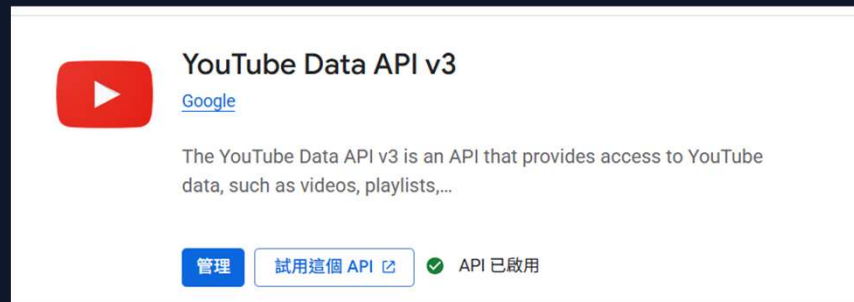 YouTube Data API v3
Google
The YouTube Data API v3 is an API that provides access to YouTube
data, such as videos, playlists,...
管理 試用這個 API API 已啟用